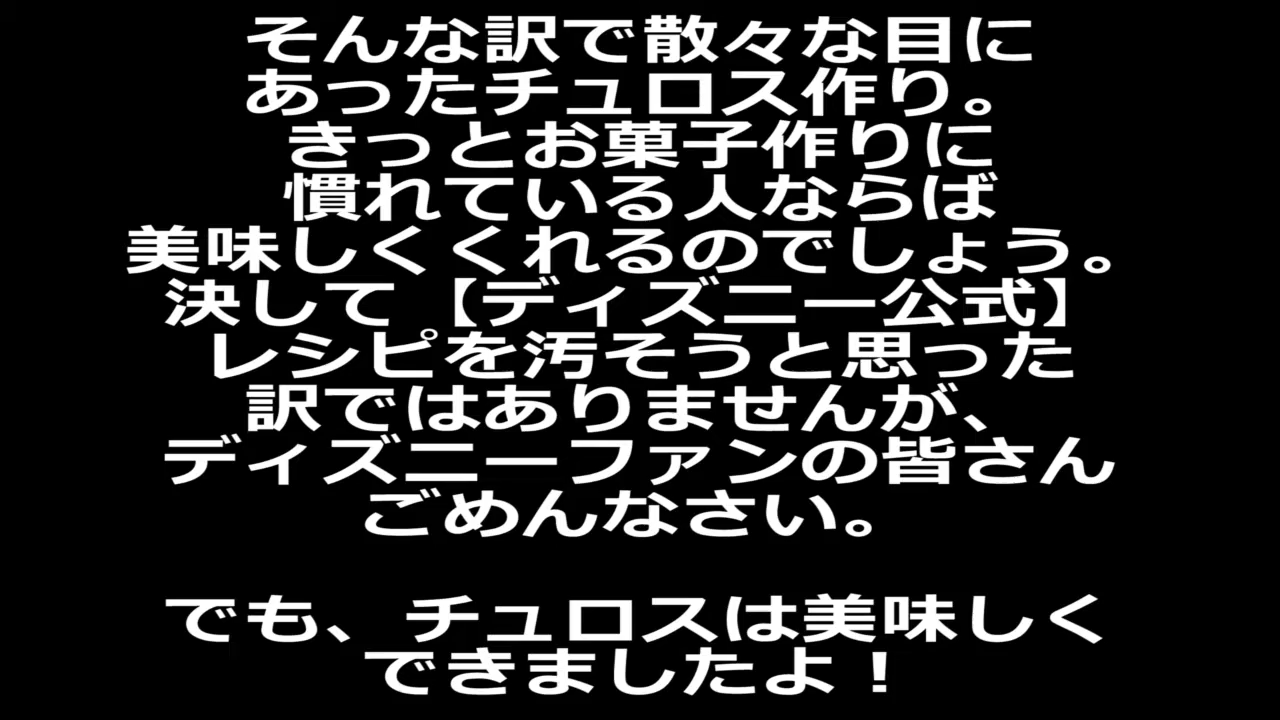 そんな訳で散々な目に
あったチュロス作り。
きっとお菓子作りに
慣れている人ならば
美味しくくれるのでしょう。
決して【ディズニー公式】
レシピを汚そうと思った
訳ではありませんが、
ディズニーファンの皆さん
ごめんなさい。
でも、チュロスは美味しく
できましたよ！